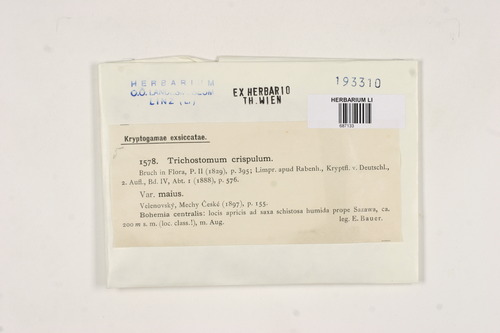 HERBARIUM
O.Ö. LANDESMUSEUM
LINZ (LI)
EX HERBARIO
TH. WIEN
193310
HERBARIUM LI
687133
Kryptogamae exsiccatae.
1578. Trichostomum crispulum.
Bruch in Flora, P. II (1829), p. 395; Limpr. apud Rabenh., Kryptfl. v. Deutschl.,
2. Aufl., Bd. IV, Abt. 1 (1888), p. 576.
Var. maius.
Velenovský, Mechy České (1897), p. 155.
Bohemia centralis: locis apricis ad saxa schistosa humida prope Sazawa, ca.
200 m s. m. (loc. class.!), m. Aug.
leg. E. Bauer.